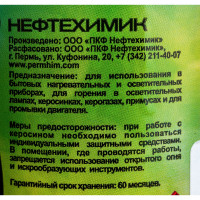 НЕФТЕХИМИК
Произведено: ООО «ПКФ Нефтехимик»
Расфасовано: ООО «ПКФ Нефтехимик»,
г. Пермь, ул. Куфонина, 20, +7 (342) 211-40-07
www.permhim.com
Предназначение: для использования в
бытовых нагревательных и осветительных
приборах, для горения в осветительных
лампах, керосинках, керогазах, примусах и для
промывки двигателя.
Меры предосторожности: при работе с
керосином необходимо пользоваться
индивидуальными защитными средствами.
В помещении, где проводятся работы,
запрещается использование открытого огня
и искрообразующих инструментов.
Гарантийный срок хранения: 60 месяцев.